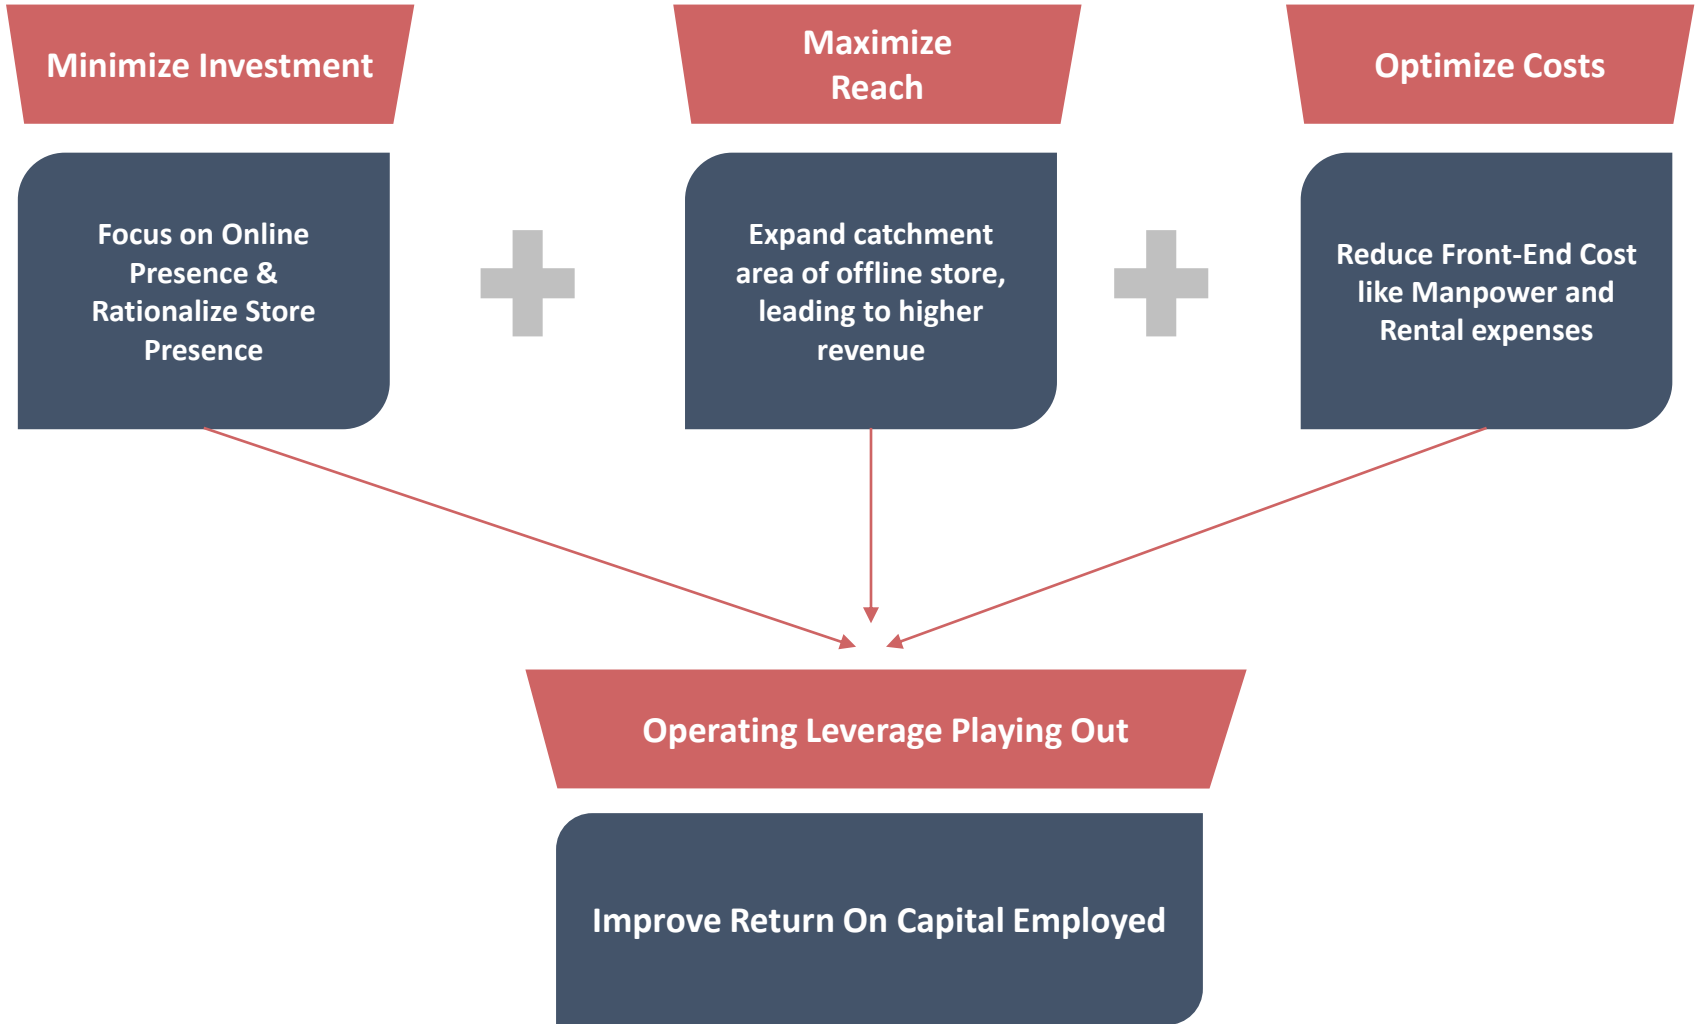 Minimize Investment
Maximize
Reach
Optimize Costs
Focus on Online
Presence &
Rationalize Store
Presence
Expand catchment
area of offline store,
leading to higher
revenue
Reduce Front-End Cost
like Manpower and
Rental expenses
Operating Leverage Playing Out
Improve Return On Capital Employed